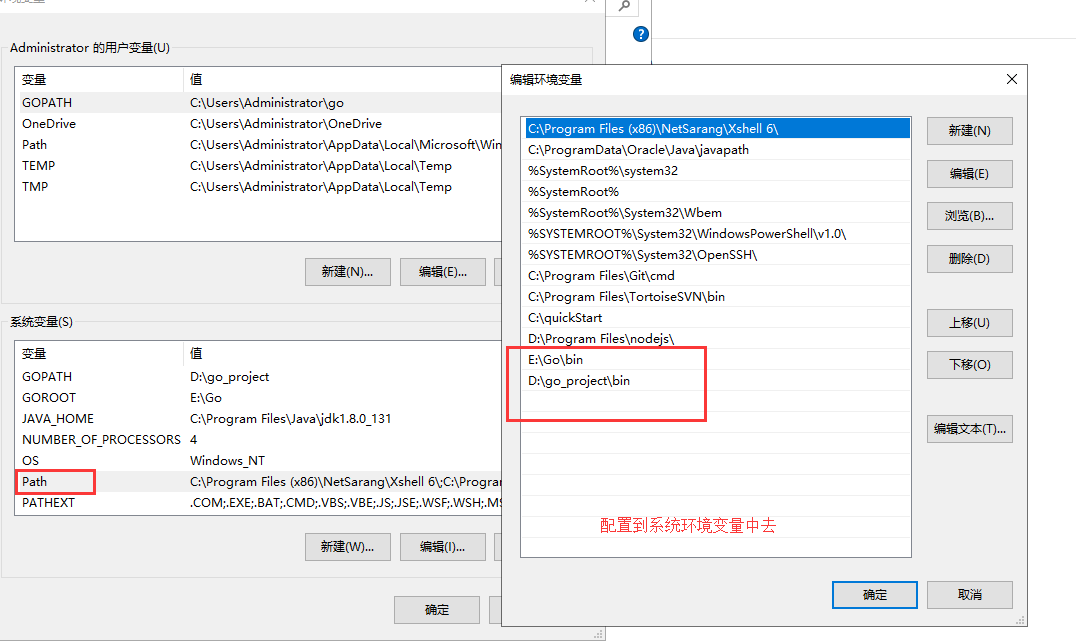 Administrator 的用户变量(U)
变量 值
GOPATH C:\Users\Administrator\go
OneDrive C:\Users\Administrator\OneDrive
Path C:\Users\Administrator\AppData\Local\Microsoft\Win
TEMP C:\Users\Administrator\AppData\Local\Temp
TMP C:\Users\Administrator\AppData\Local\Temp
新建(N)... 编辑(E)...
系统变量(S)
变量 值
GOPATH D:\go_project
GOROOT E:\Go
JAVA_HOME C:\Program Files\Java\jdk1.8.0_131
NUMBER_OF_PROCESSORS 4
OS Windows_NT
Path C:\Program Files (x86)\NetSarang\Xshell 6\;C:\Progra
PATHEXT .COM;.EXE;.BAT;.CMD;.VBS;.VBE;.JS;.JSE;.WSF;.WSH;.MS
新建(W)... 编辑(I)...
确定
?
编辑环境变量
C:\Program Files (x86)\NetSarang\Xshell 6\
C:\ProgramData\Oracle\Java\javapath
%SystemRoot%\system32
%SystemRoot%
%SystemRoot%\System32\Wbem
%SYSTEMROOT%\System32\WindowsPowerShell\v1.0\
%SYSTEMROOT%\System32\OpenSSH\
C:\Program Files\Git\cmd
C:\Program Files\TortoiseSVN\bin
C:\quickStart
D:\Program Files\nodejs\
E:\Go\bin
D:\go_project\bin
配置到系统环境变量中去
新建(N)
编辑(E)
浏览(B)...
删除(D)
上移(U)
下移(O)
编辑文本(T)...
确定 取消